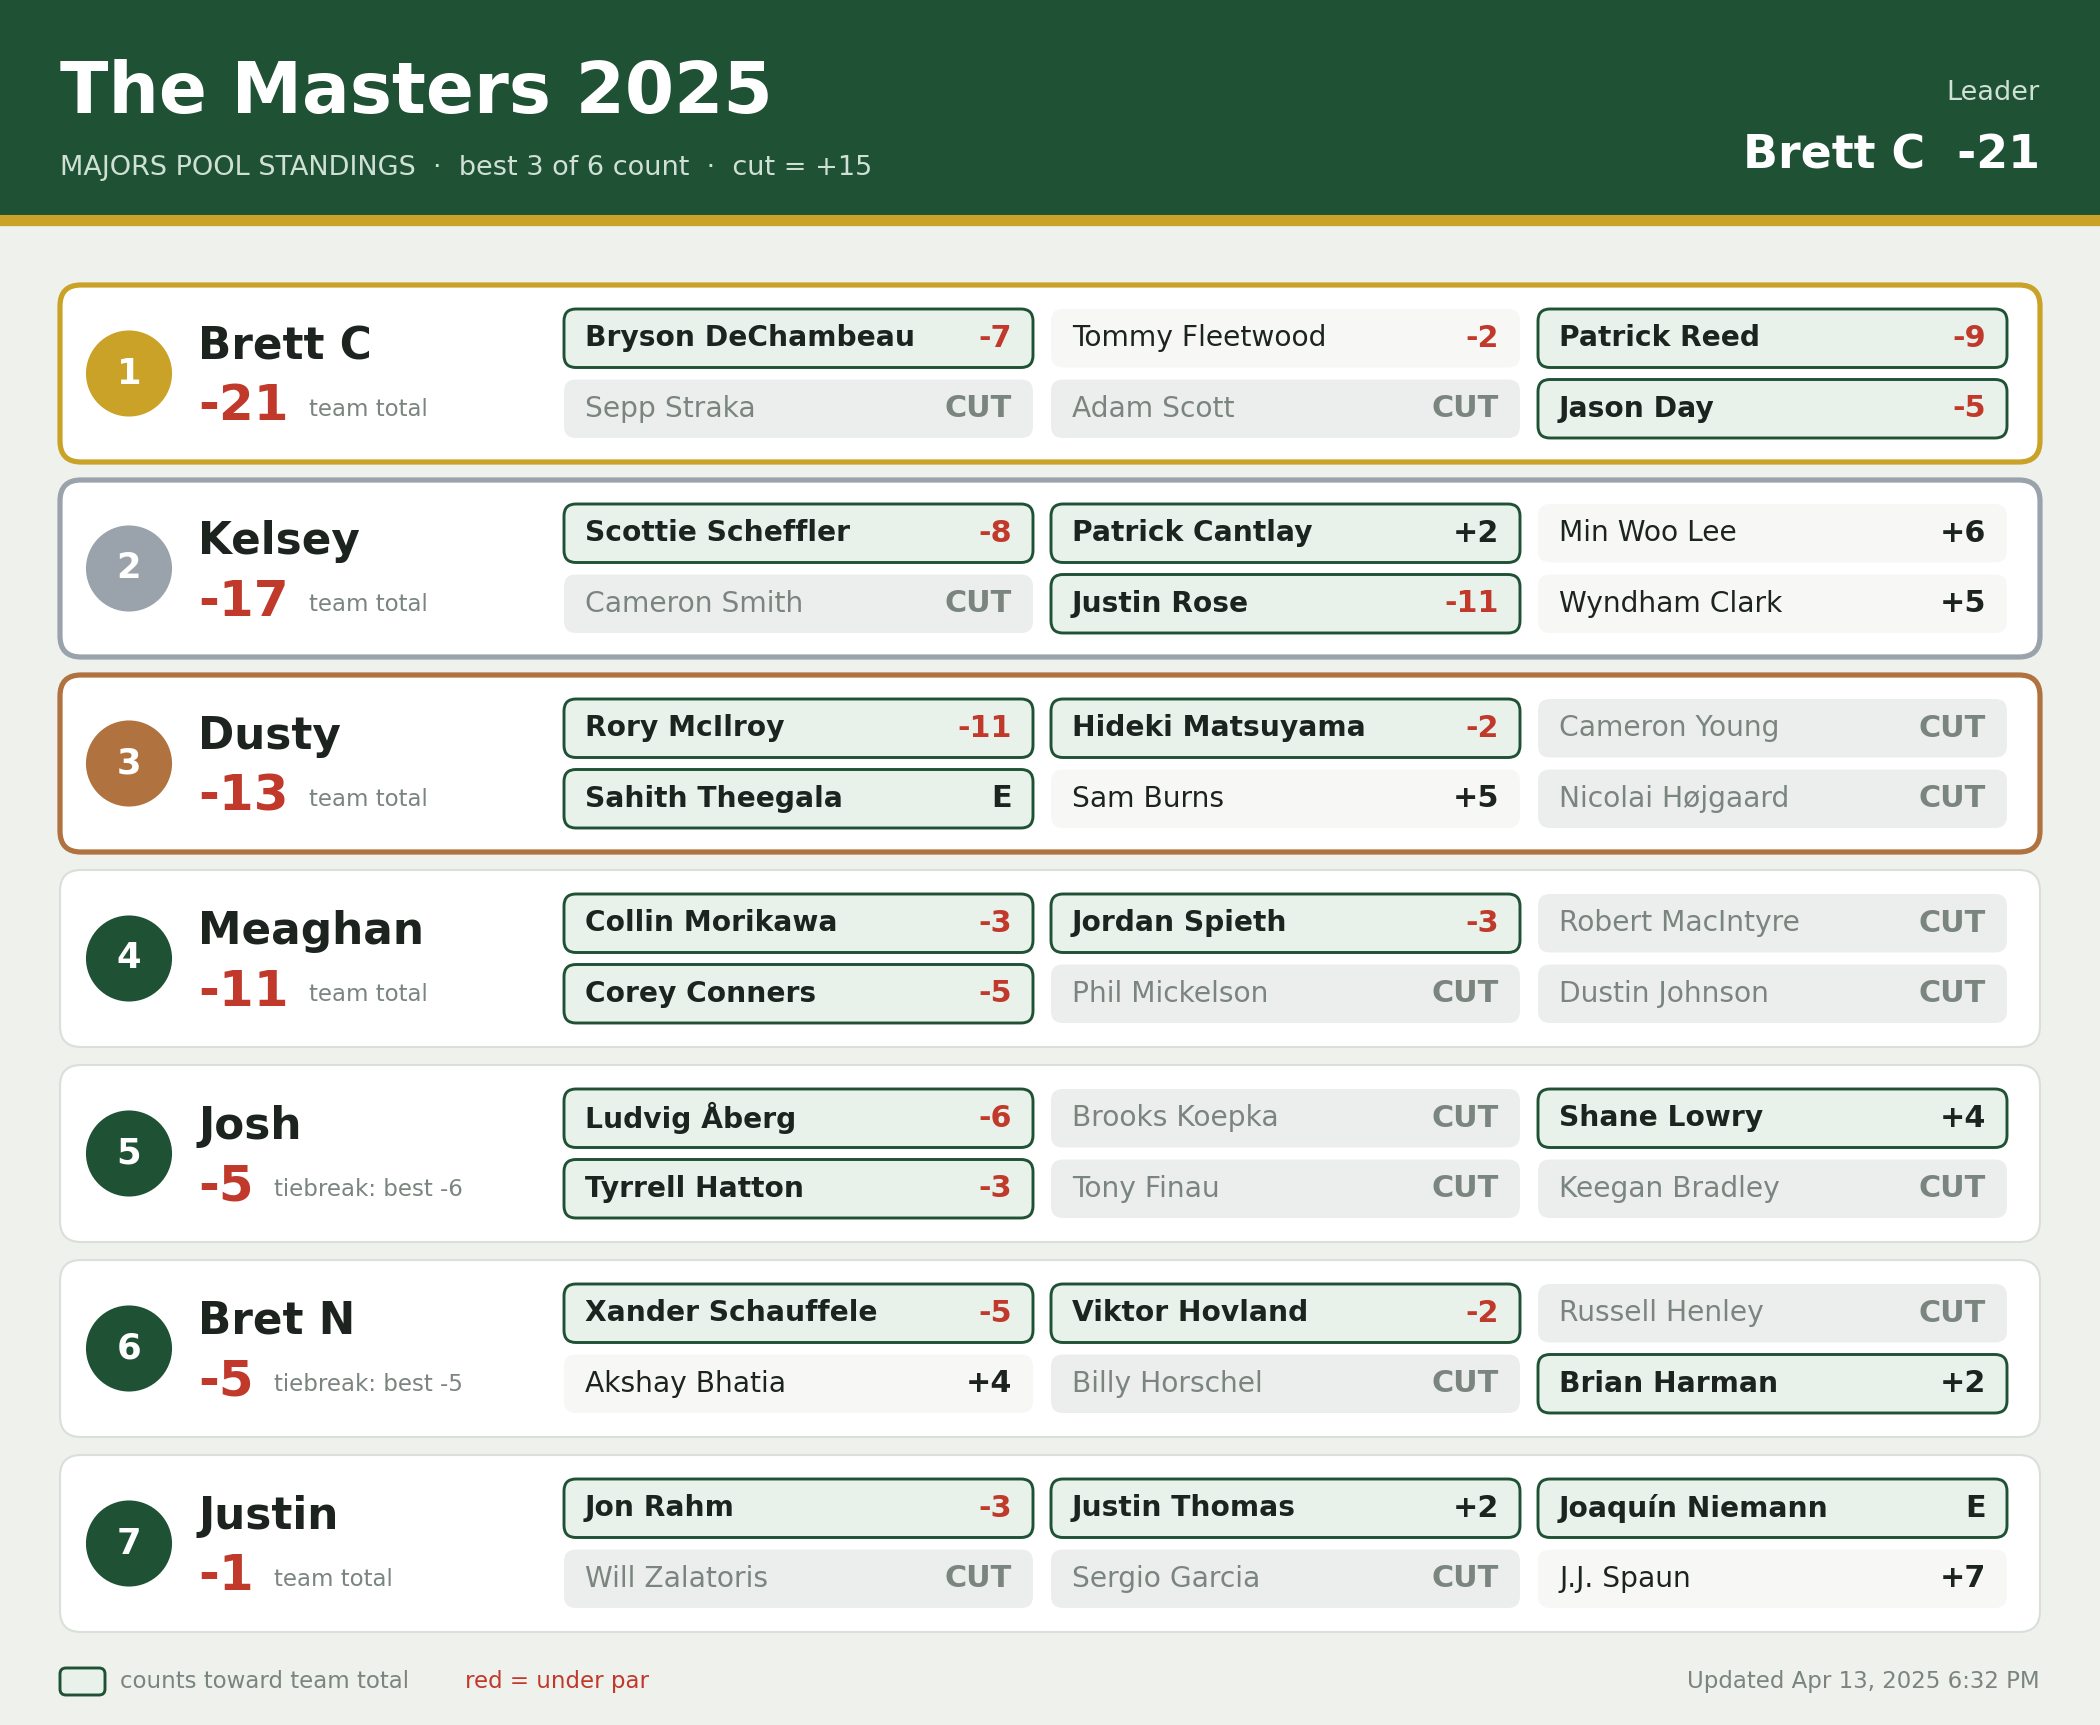 The Masters 2025
MAJORS POOL STANDINGS · best 3 of 6 count · cut = +15
Leader
Brett C -21
1
Brett C
-21 team total
Bryson DeChambeau -7
Tommy Fleetwood -2
Patrick Reed -9
Sepp Straka CUT
Adam Scott CUT
Jason Day -5
2
Kelsey
-17 team total
Scottie Scheffler -8
Patrick Cantlay +2
Min Woo Lee +6
Cameron Smith CUT
Justin Rose -11
Wyndham Clark +5
3
Dusty
-13 team total
Rory McIlroy -11
Hideki Matsuyama -2
Cameron Young CUT
Sahith Theegala E
Sam Burns +5
Nicolai Højgaard CUT
4
Meaghan
-11 team total
Collin Morikawa -3
Jordan Spieth -3
Robert MacIntyre CUT
Corey Conners -5
Phil Mickelson CUT
Dustin Johnson CUT
5
Josh
-5 tiebreak: best -6
Ludvig Åberg -6
Brooks Koepka CUT
Shane Lowry +4
Tyrrell Hatton -3
Tony Finau CUT
Keegan Bradley CUT
6
Bret N
-5 tiebreak: best -5
Xander Schauffele -5
Viktor Hovland -2
Russell Henley CUT
Akshay Bhatia +4
Billy Horschel CUT
Brian Harman +2
7
Justin
-1 team total
Jon Rahm -3
Justin Thomas +2
Joaquín Niemann E
Will Zalatoris CUT
Sergio Garcia CUT
J.J. Spaun +7
counts toward team total
red = under par
Updated Apr 13, 2025 6:32 PM